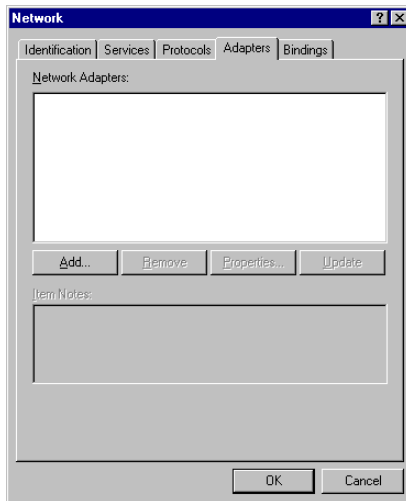 Network
Identification Services Protocols Adapters Bindings
Network Adapters:
Add... Remove Properties... Update
Item Notes:
OK Cancel